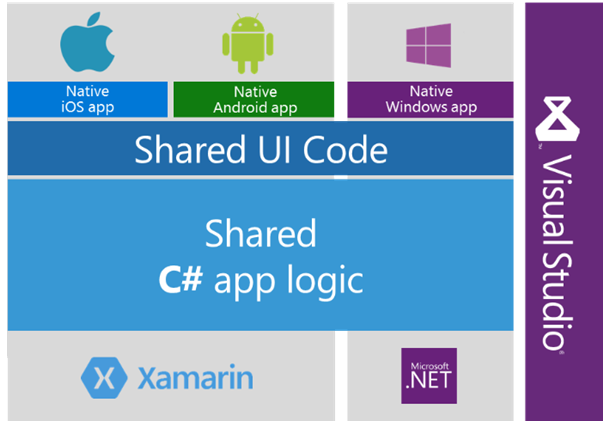 Native
iOS app
Native
Android app
Native
Windows app
Shared UI Code
Shared
C# app logic
Xamarin
Microsoft
.NET
Visual Studio